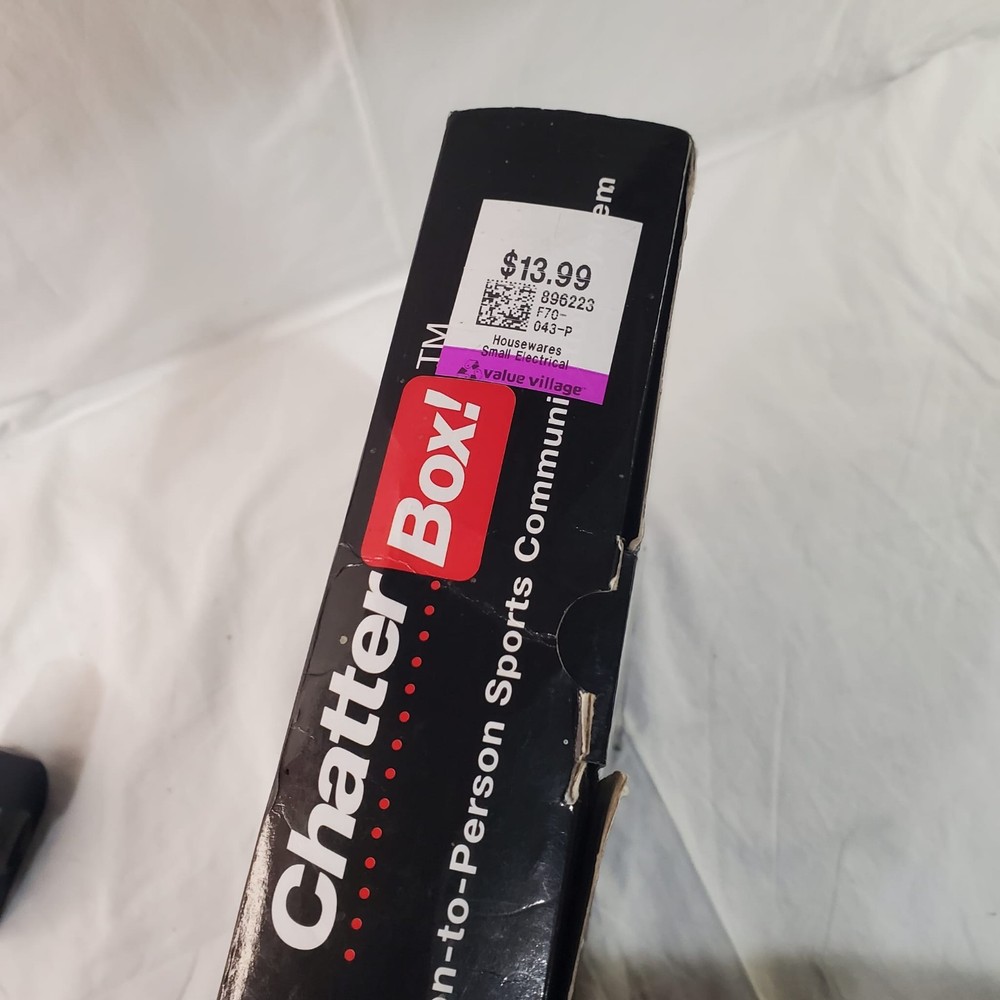 $13.99
896223
F70-
043-P
Housewares
Small Electrical
value village
Chatter Box! TM
on-to-Person Sports Communi em